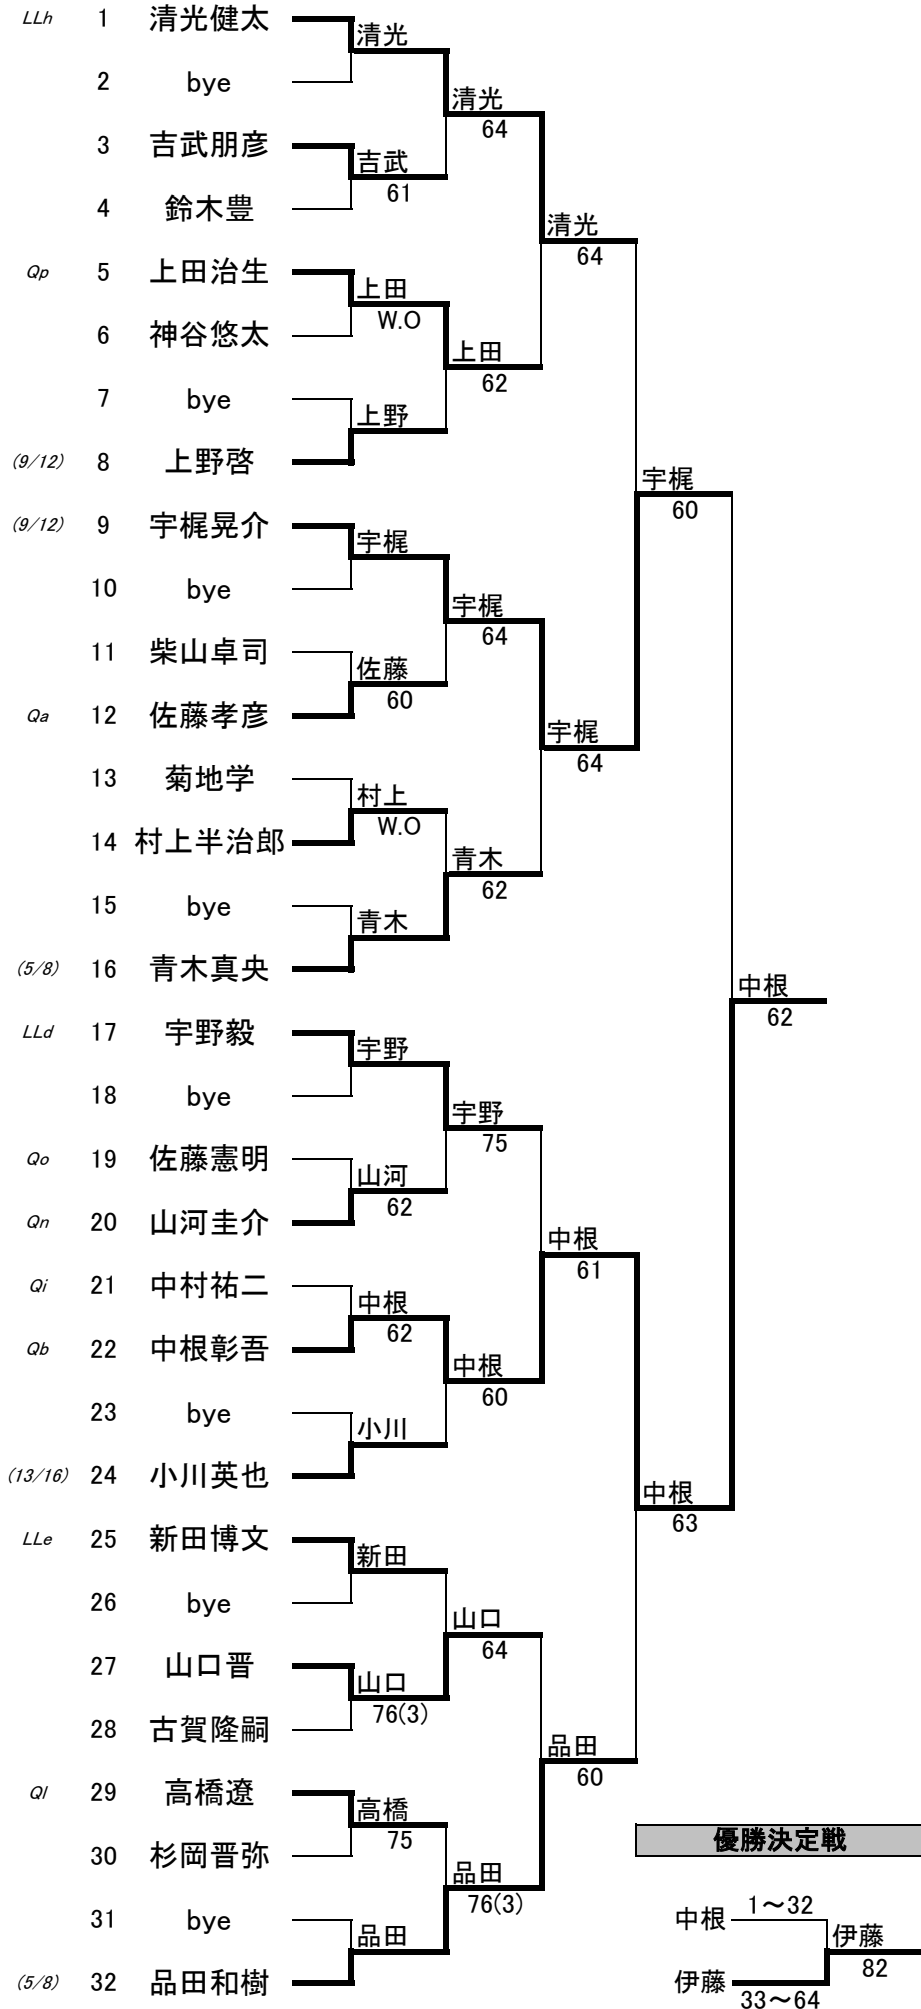 LLh 1 清光健太
清光
2 bye
清光
64
3 吉武朋彦
吉武
61
4 鈴木豊
清光
64
Qp 5 上田治生
上田
W.O
6 神谷悠太
上田
62
7 bye
上野
(9/12) 8 上野啓
宇梶
60
(9/12) 9 宇梶晃介
宇梶
10 bye
宇梶
64
11 柴山卓司
佐藤
60
Qa 12 佐藤孝彦
宇梶
64
13 菊地学
村上
W.O
14 村上半治郎
青木
62
15 bye
青木
(5/8) 16 青木真央
中根
62
LLd 17 宇野毅
宇野
18 bye
宇野
75
Qo 19 佐藤憲明
山河
62
Qn 20 山河圭介
中根
61
Qi 21 中村祐二
中根
62
Qb 22 中根彰吾
中根
60
23 bye
小川
(13/16) 24 小川英也
中根
63
LLe 25 新田博文
新田
26 bye
山口
64
27 山口晋
山口
76(3)
28 古賀隆嗣
品田
60
Ql 29 高橋遼
高橋
75
30 杉岡晋弥
品田
76(3)
31 bye
品田
(5/8) 32 品田和樹
優勝決定戦
中根 1～32
伊藤
82
伊藤
33～64